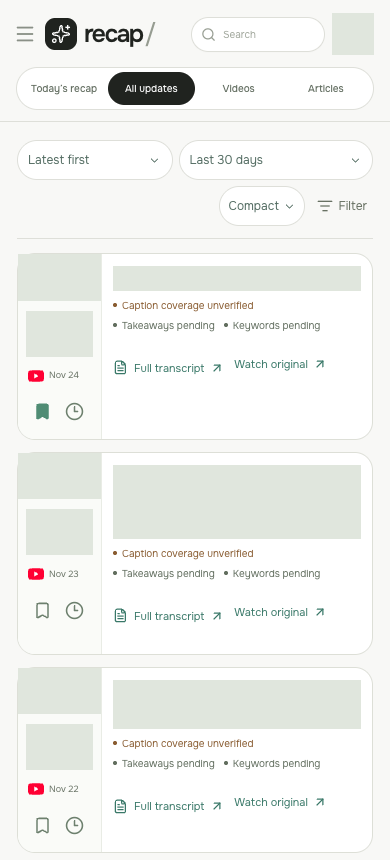 recap/
Search
Today's recap
All updates
Videos
Articles
Latest first
Last 30 days
Compact
Filter
Caption coverage unverified
Takeaways pending
Keywords pending
Nov 24
Full transcript
Watch original
Caption coverage unverified
Takeaways pending
Keywords pending
Nov 23
Full transcript
Watch original
Caption coverage unverified
Takeaways pending
Keywords pending
Nov 22
Full transcript
Watch original